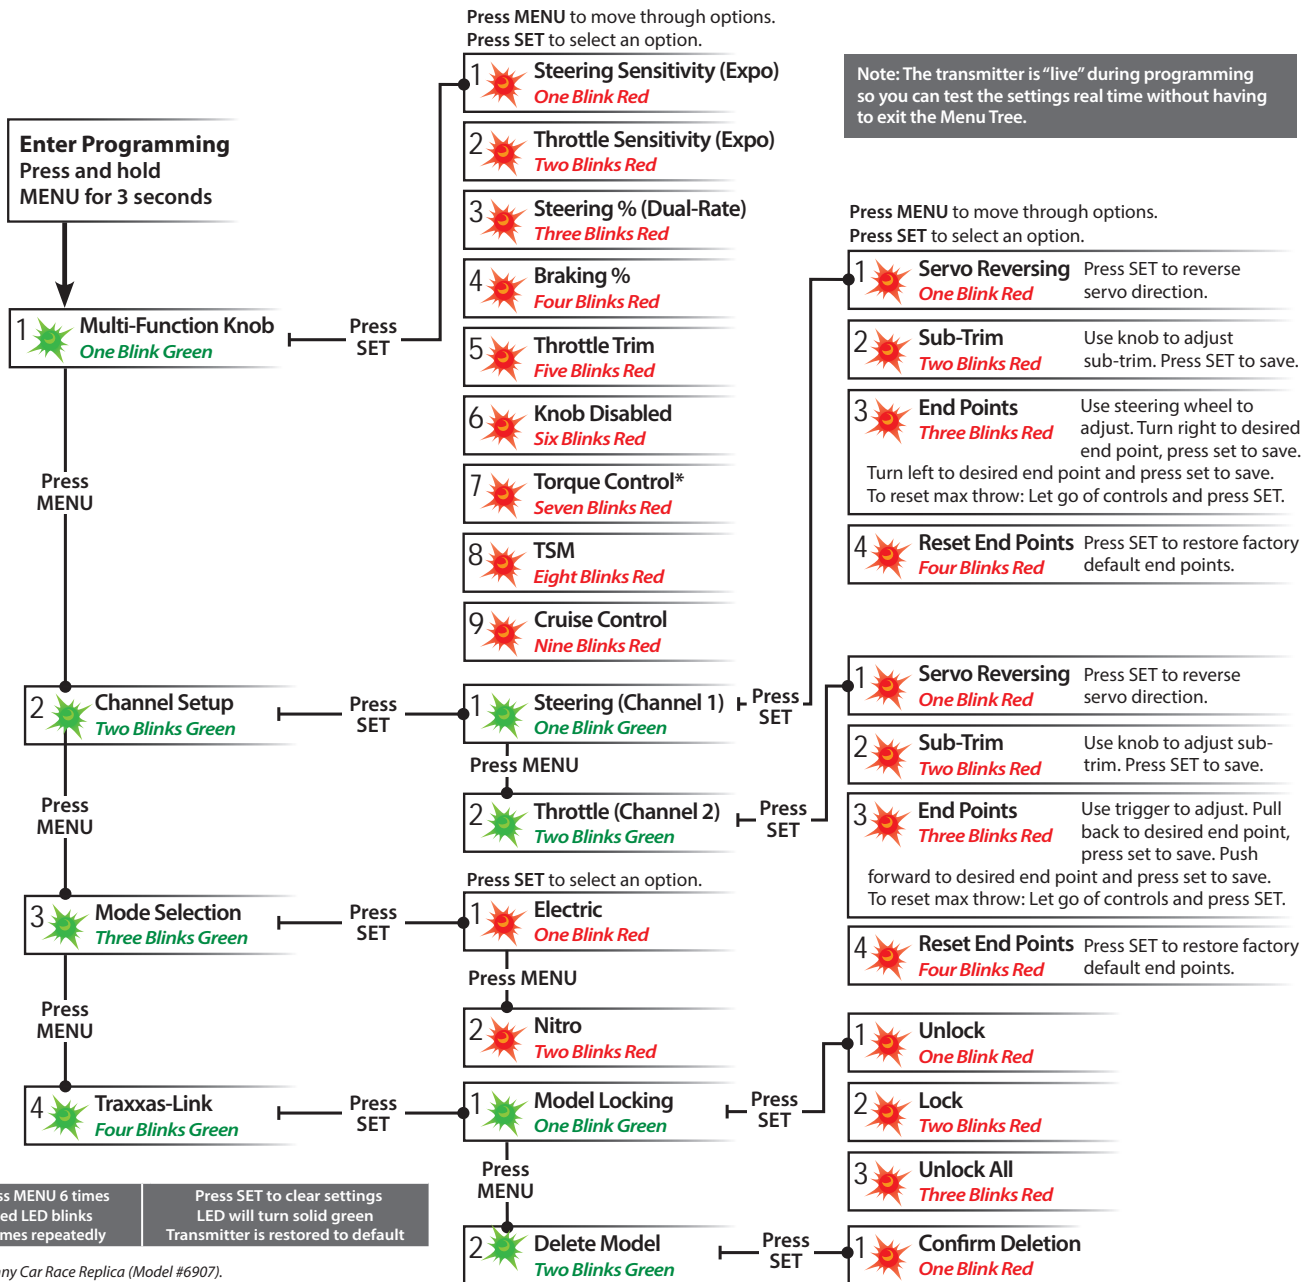 Press MENU to move through options.
Press SET to select an option.
Note: The transmitter is “live” during programming
so you can test the settings real time without having
to exit the Menu Tree.
Enter Programming
Press and hold
MENU for 3 seconds
1 Multi-Function Knob
One Blink Green
Press
SET
1 Steering Sensitivity (Expo)
One Blink Red
2 Throttle Sensitivity (Expo)
Two Blinks Red
3 Steering % (Dual-Rate)
Three Blinks Red
4 Braking %
Four Blinks Red
5 Throttle Trim
Five Blinks Red
6 Knob Disabled
Six Blinks Red
7 Torque Control*
Seven Blinks Red
8 TSM
Eight Blinks Red
9 Cruise Control
Nine Blinks Red
Press
MENU
2 Channel Setup
Two Blinks Green
Press
SET
1 Steering (Channel 1)
One Blink Green
Press
SET
Press MENU to move through options.
Press SET to select an option.
1 Servo Reversing Press SET to reverse
One Blink Red servo direction.
2 Sub-Trim Use knob to adjust
Two Blinks Red sub-trim. Press SET to save.
3 End Points Use steering wheel to
Three Blinks Red adjust. Turn right to desired
end point, press set to save.
Turn left to desired end point and press set to save.
To reset max throw: Let go of controls and press SET.
4 Reset End Points Press SET to restore factory
Four Blinks Red default end points.
Press MENU
2 Throttle (Channel 2)
Two Blinks Green
Press
SET
1 Servo Reversing Press SET to reverse
One Blink Red servo direction.
2 Sub-Trim Use knob to adjust sub-
Two Blinks Red trim. Press SET to save.
3 End Points Use trigger to adjust. Pull
Three Blinks Red back to desired end point,
press set to save. Push
forward to desired end point and press set to save.
To reset max throw: Let go of controls and press SET.
4 Reset End Points Press SET to restore factory
Four Blinks Red default end points.
Press
MENU
3 Mode Selection
Three Blinks Green
Press
SET
Press SET to select an option.
1 Electric
One Blink Red
Press MENU
2 Nitro
Two Blinks Red
Press
MENU
4 Traxxas-Link
Four Blinks Green
Press
SET
1 Model Locking
One Blink Green
Press
SET
1 Unlock
One Blink Red
2 Lock
Two Blinks Red
3 Unlock All
Three Blinks Red
Press
MENU
2 Delete Model
Two Blinks Green
Press
SET
1 Confirm Deletion
One Blink Red
MENU 6 times
LED blinks
repeatedly
Press SET to clear settings
LED will turn solid green
Transmitter is restored to default
Car Race Replica (Model #6907).